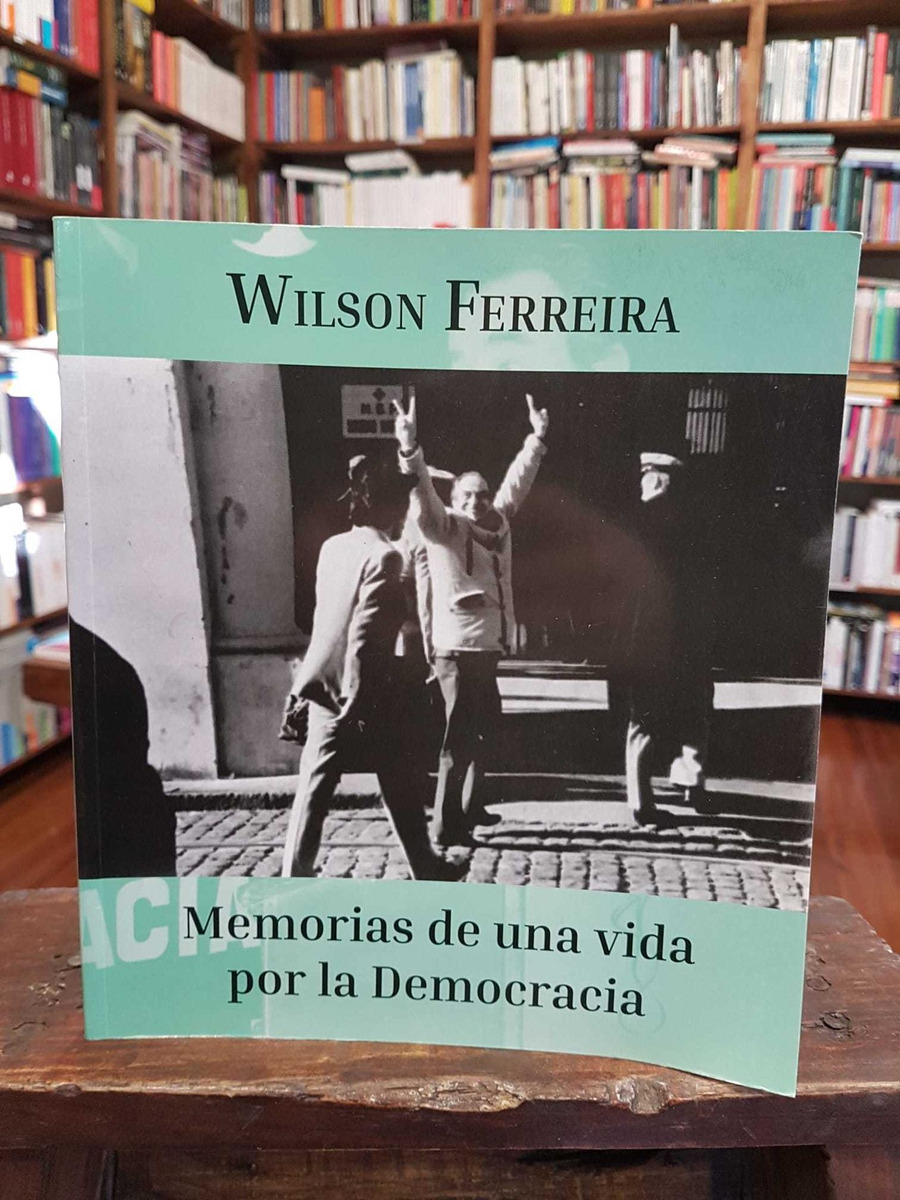 WILSON FERREIRA
ACIA
Memorias de una vida
por la Democracia